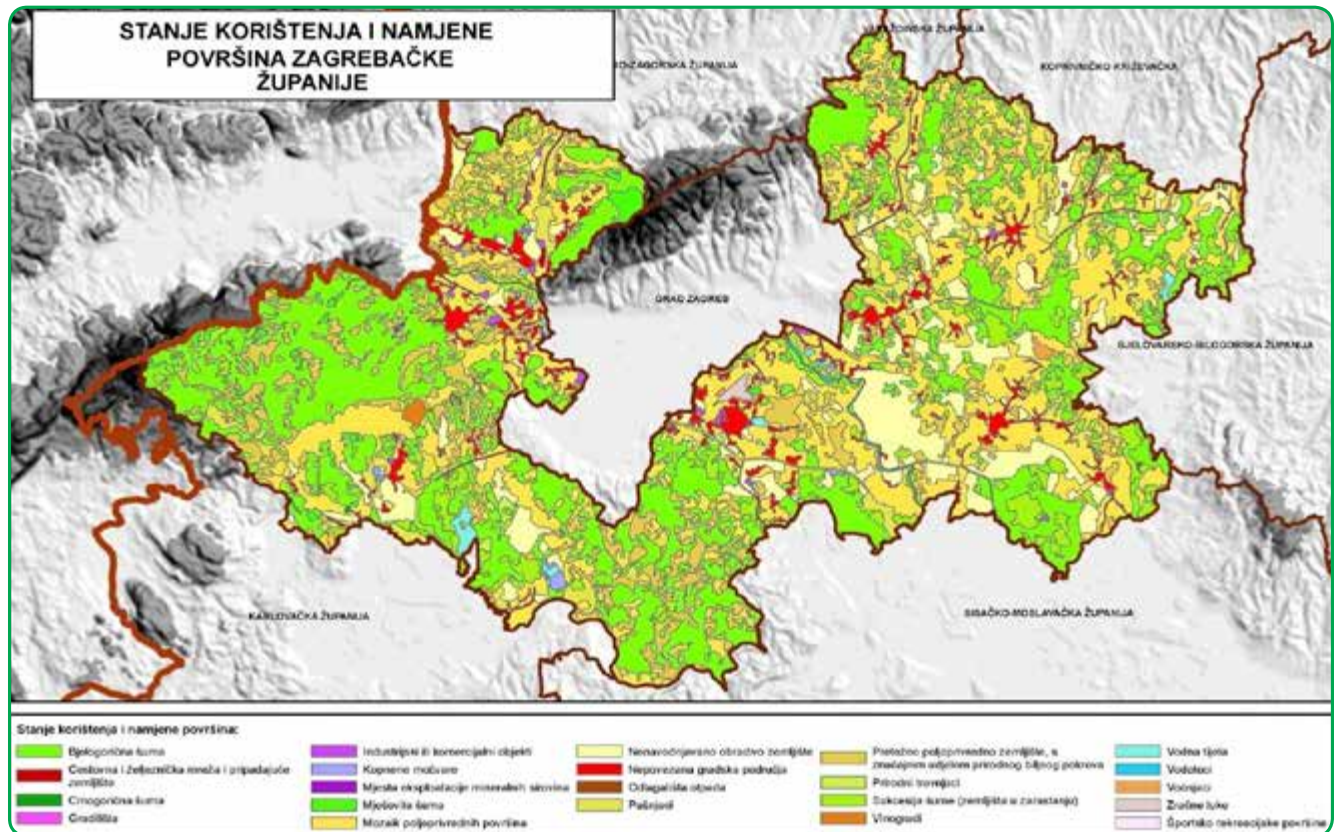 STANJE KORIŠTENJA I NAMJENE
POVRŠINA ZAGREBAČKE
ŽUPANIJE
ŽUPANIJA
KOPRIVNIČKO-KRIŽEVAČKA
GRAD ZAGREB
BJELOVARSKO-BILOGORSKA ŽUPANIJA
KARLOVAČKA ŽUPANIJA
SISAČKO-MOSLAVAČKA ŽUPANIJA
Stanje korištenja i namjene površina:
Bjelogorična šuma
Cestovna i željeznička mreža i pripadajuće
zemljište
Crnogorična šuma
Gradilišta
Industrijski ili komercijalni objekti
Kopnene močvare
Mjesta eksploatacije mineralnih sirovina
Mješovita šuma
Mozaik poljoprivrednih površina
Nenavodnjavano obradivo zemljište
Nepovezana gradska područja
Odlagališta otpada
Pašnjaci
Pretežno poljoprivredno zemljište, s
značajnim udjelom prirodnog biljnog pokrova
Prirodni travnjaci
Sukcesija šume (zemljišta u zarastanju)
Vinogradi
Vodna tijela
Vodotoci
Voćnjaci
Zračne luke
Športsko rekreacijske površine